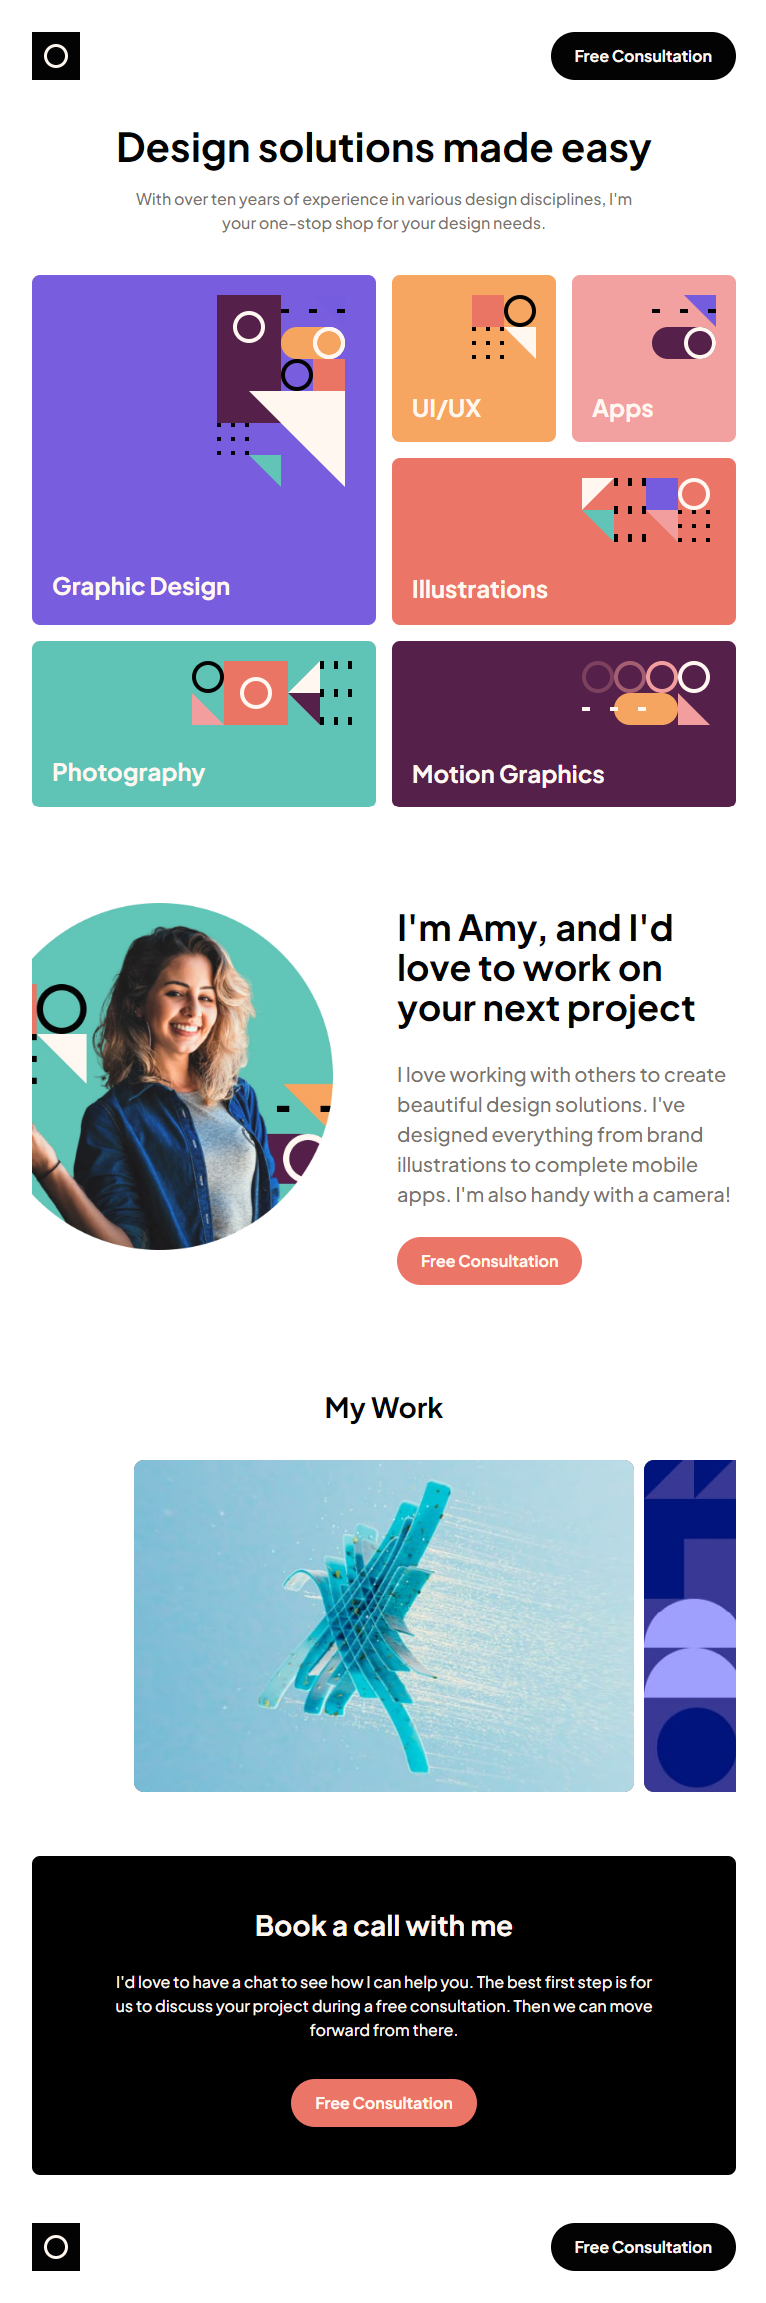 Free Consultation
Design solutions made easy
With over ten years of experience in various design disciplines, I'm
your one-stop shop for your design needs.
Graphic Design
UI/UX
Apps
Illustrations
Photography
Motion Graphics
I'm Amy, and I'd
love to work on
your next project
I love working with others to create
beautiful design solutions. I've
designed everything from brand
illustrations to complete mobile
apps. I'm also handy with a camera!
Free Consultation
My Work
Book a call with me
I'd love to have a chat to see how I can help you. The best first step is for
us to discuss your project during a free consultation. Then we can move
forward from there.
Free Consultation
Free Consultation